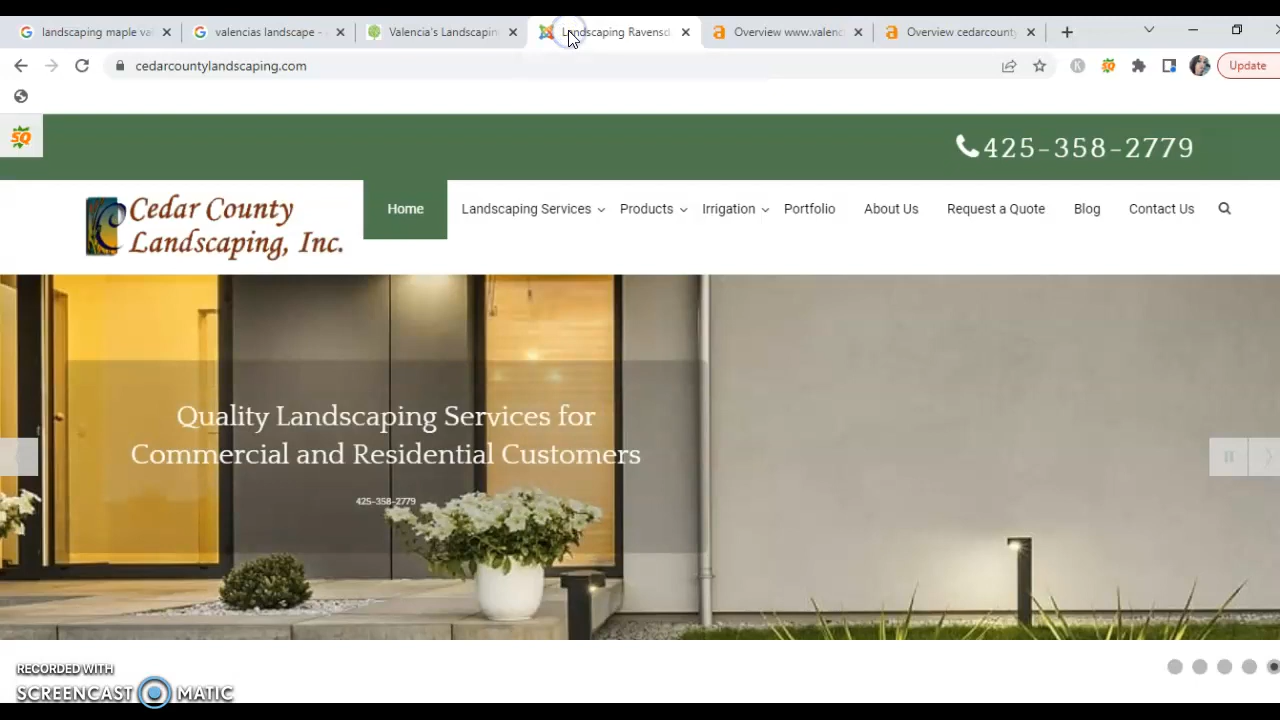 landscaping maple va
valencias landscape -
Valencia's Landscapin
Landscaping Ravensd
Overview www.valenc
Overview cedarcounty
cedarcountylandscaping.com
K
Update
SQ
425-358-2779
Cedar County
Landscaping, Inc.
Home
Landscaping Services
Products
Irrigation
Portfolio
About Us
Request a Quote
Blog
Contact Us
Quality Landscaping Services for
Commercial and Residential Customers
425-358-2779
RECORDED WITH
SCREENCAST MATIC